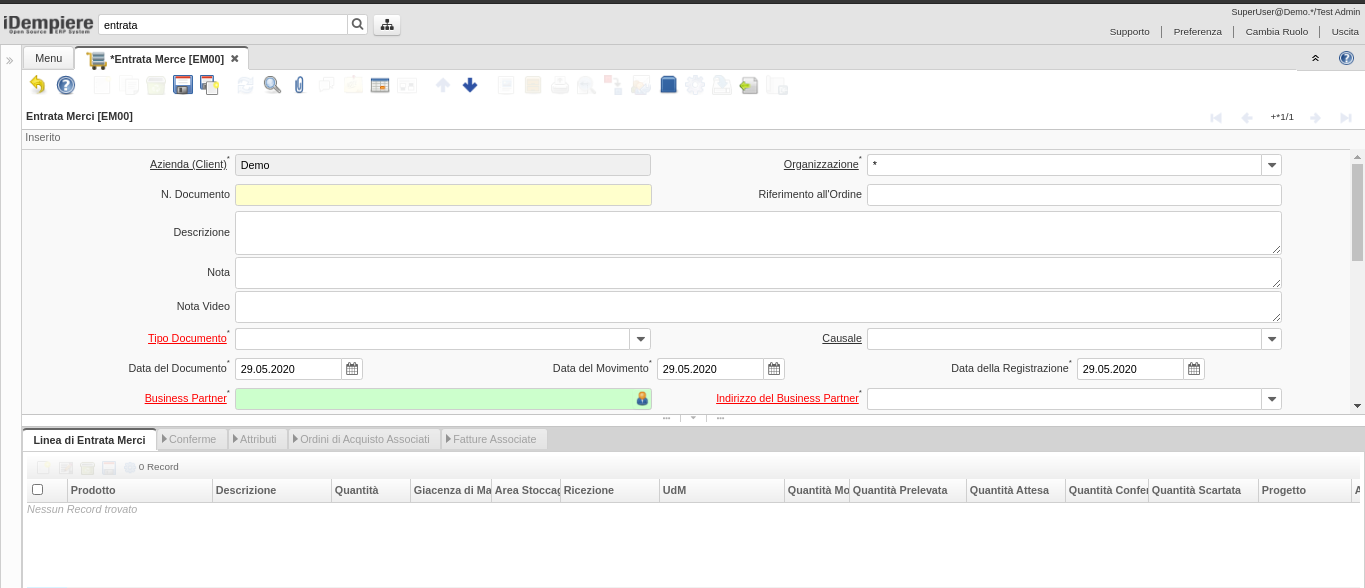 SuperUser@Demo.*/Test Admin
iDempiere
Open Source ERP System
entrata
Supporto
Preferenza
Cambia Ruolo
Uscita
Menu
*Entrata Merce [EM00]
Entrata Merci [EM00]
+*1/1
Inserito
Azienda (Client)* Demo
Organizzazione* *
N. Documento
Riferimento all'Ordine
Descrizione
Nota
Nota Video
Tipo Documento*
Causale
Data del Documento* 29.05.2020
Data del Movimento* 29.05.2020
Data della Registrazione* 29.05.2020
Business Partner*
Indirizzo del Business Partner*
Linea di Entrata Merci
Conferme
Attributi
Ordini di Acquisto Associati
Fatture Associate
0 Record
Prodotto Descrizione Quantità Giacenza di Ma Area Stoccag Ricezione UdM Quantità Mo Quantità Prelevata Quantità Attesa Quantità Confer Quantità Scartata Progetto A
Nessun Record trovato